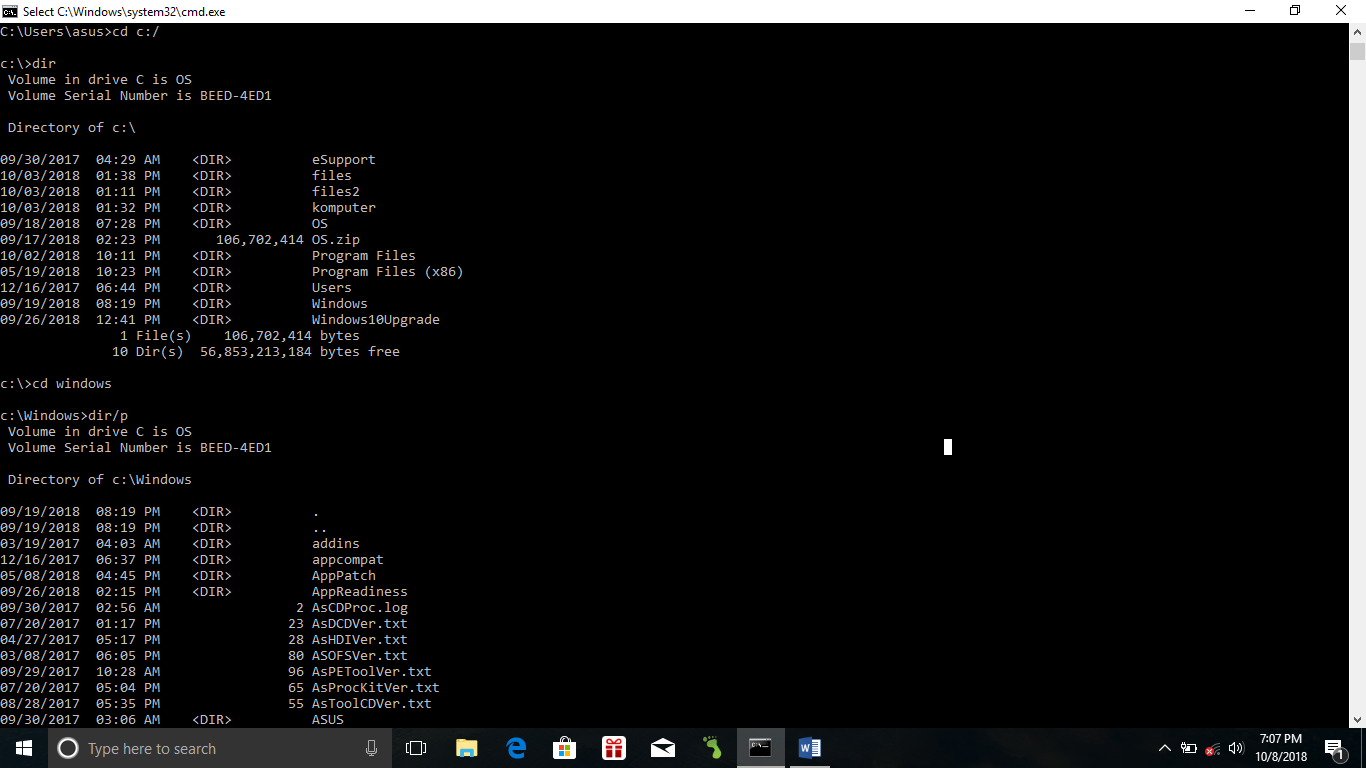 Select C:\Windows\system32\cmd.exe
C:\Users\asus>cd c:/
c:\>dir
Volume in drive C is OS
Volume Serial Number is BEED-4ED1
Directory of c:\
09/30/2017  04:29 AM    <DIR>          eSupport
10/03/2018  01:38 PM    <DIR>          files
10/03/2018  01:11 PM    <DIR>          files2
10/03/2018  01:32 PM    <DIR>          komputer
09/18/2018  07:28 PM    <DIR>          OS
09/17/2018  02:23 PM       106,702,414 OS.zip
10/02/2018  10:11 PM    <DIR>          Program Files
05/19/2018  10:23 PM    <DIR>          Program Files (x86)
12/16/2017  06:44 PM    <DIR>          Users
09/19/2018  08:19 PM    <DIR>          Windows
09/26/2018  12:41 PM    <DIR>          Windows10Upgrade
1 File(s)    106,702,414 bytes
10 Dir(s)  56,853,213,184 bytes free
c:\>cd windows
c:\Windows>dir/p
Volume in drive C is OS
Volume Serial Number is BEED-4ED1
Directory of c:\Windows
09/19/2018  08:19 PM    <DIR>          .
09/19/2018  08:19 PM    <DIR>          ..
03/19/2017  04:03 AM    <DIR>          addins
12/16/2017  06:37 PM    <DIR>          appcompat
05/08/2018  04:45 PM    <DIR>          AppPatch
09/26/2018  02:15 PM    <DIR>          AppReadiness
09/30/2017  02:56 AM                 2 AsCDProc.log
07/20/2017  01:17 PM                23 AsDCDVer.txt
04/27/2017  05:17 PM                28 AsHDIVer.txt
03/08/2017  06:05 PM                80 ASOFSVer.txt
09/29/2017  10:28 AM                96 AsPEToolVer.txt
07/20/2017  05:04 PM                65 AsProcKitVer.txt
08/28/2017  05:35 PM                55 AsToolCDVer.txt
09/30/2017  03:06 AM    <DIR>          ASUS
Type here to search
7:07 PM
10/8/2018
1